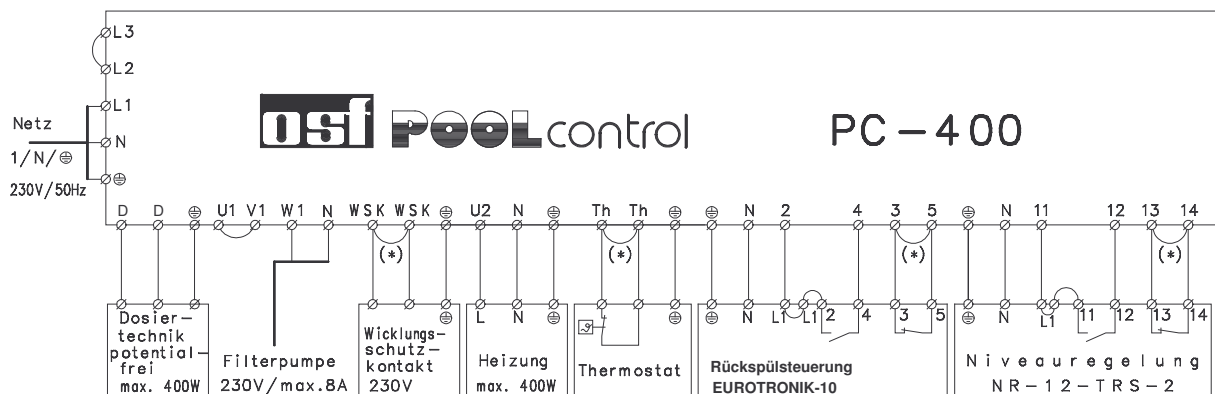 L3
L2
L1
Netz
N
1/N/⏚
230V/50Hz
⏚
osf POOL control
PC-400
D D ⏚ U1 V1 W1 N WSK WSK ⏚ U2 N ⏚ Th Th ⏚ ⏚ N 2 4 3 5 ⏚ N 11 12 13 14
(*) (*) (*) (*)
L N ⏚ ⏚ ⏚ N L1 L1 2 4 3 5 ⏚ N L1 11 12 13 14
Dosier-
technik
potential-
frei
max. 400W
Filterpumpe
230V/max.8A
Wicklungs-
schutz-
kontakt
230V
Heizung
max. 400W
ϑ
Thermostat
Rückspülsteuerung
EUROTRONIK-10
Niveauregelung
NR-12-TRS-2